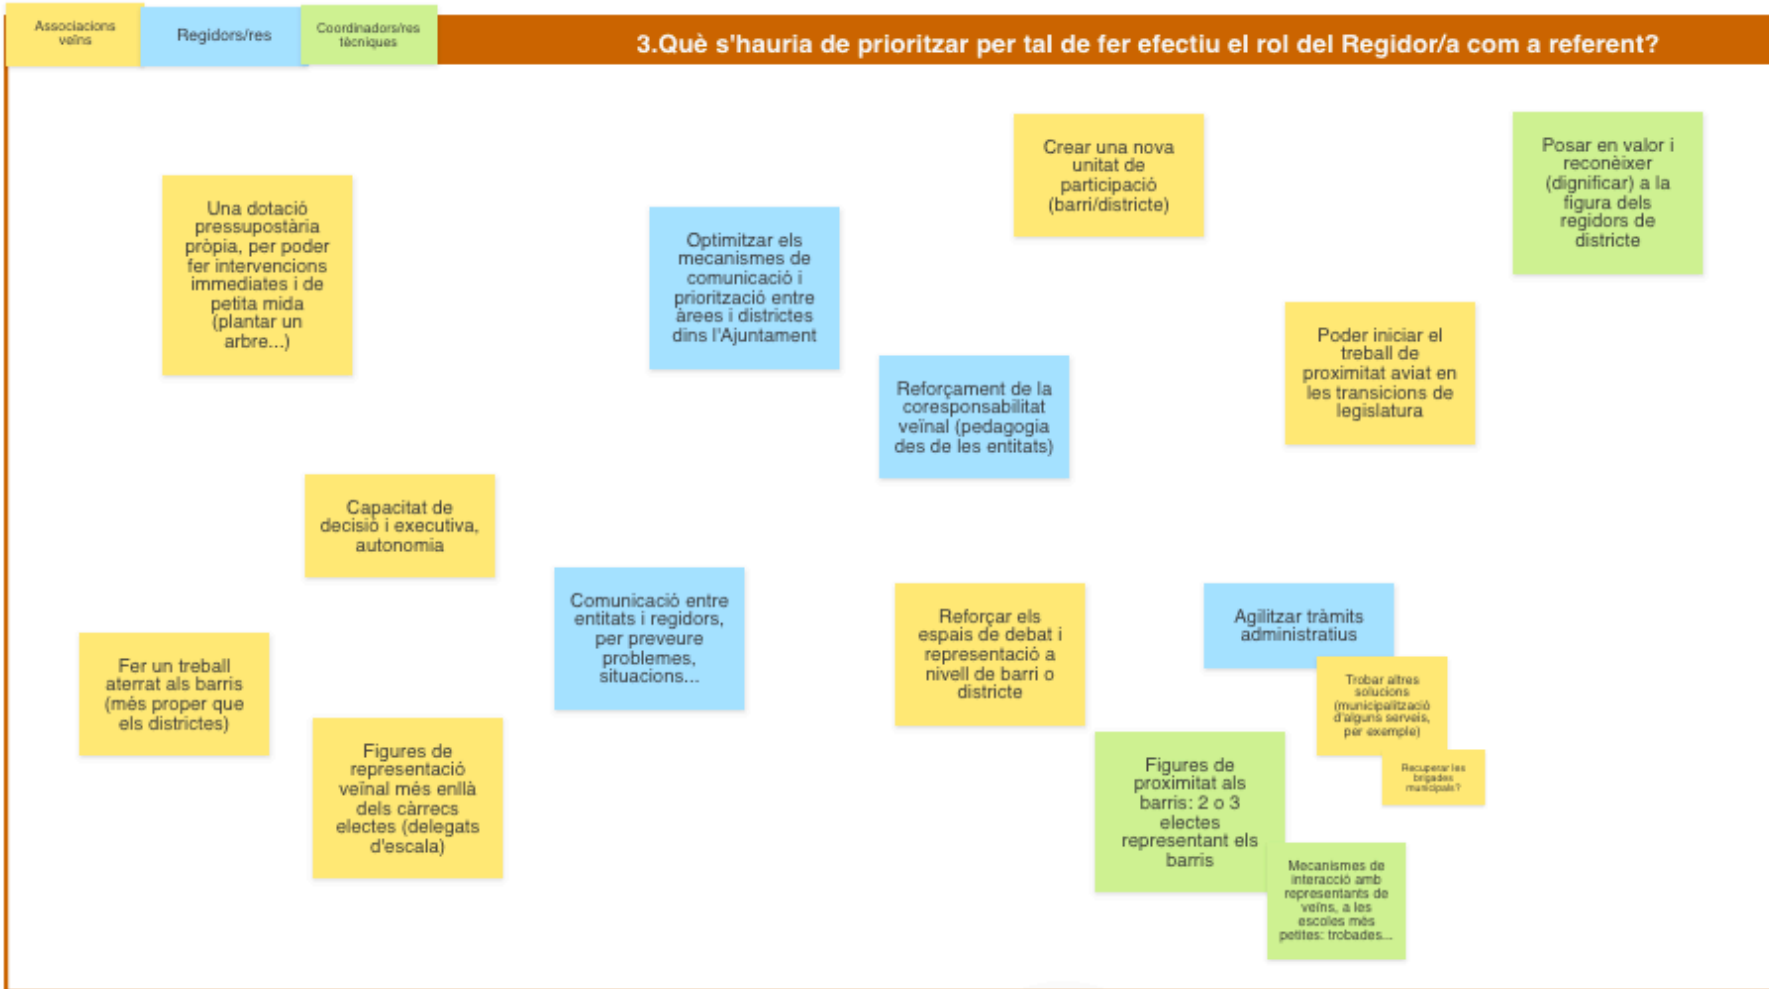 Associacions
veïns
Regidors/res
Coordinadors/res
tècniques
3.Què s'hauria de prioritzar per tal de fer efectiu el rol del Regidor/a com a referent?
Una dotació
pressupostària
pròpia, per poder
fer intervencions
immediates i de
petita mida
(plantar un
arbre...)
Optimitzar els
mecanismes de
comunicació i
priorització entre
àrees i districtes
dins l'Ajuntament
Crear una nova
unitat de
participació
(barri/districte)
Posar en valor i
reconèixer
(dignificar) a la
figura dels
regidors de
districte
Poder iniciar el
treball de
proximitat aviat en
les transicions de
legislatura
Reforçament de la
coresponsabilitat
veïnal (pedagogia
des de les entitats)
Capacitat de
decisió i executiva,
autonomia
Comunicació entre
entitats i regidors,
per preveure
problemes,
situacions...
Reforçar els
espais de debat i
representació a
nivell de barri o
districte
Agilitzar tràmits
administratius
Trobar altres
solucions
(municipalització
d'alguns serveis,
per exemple)
Recuperar les
brigades
municipals?
Fer un treball
aterrat als barris
(més proper que
els districtes)
Figures de
representació
veïnal més enllà
dels càrrecs
electes (delegats
d'escala)
Figures de
proximitat als
barris: 2 o 3
electes
representant els
barris
Mecanismes de
interacció amb
representants de
veïns, a les
escoles més
petites: trobades...